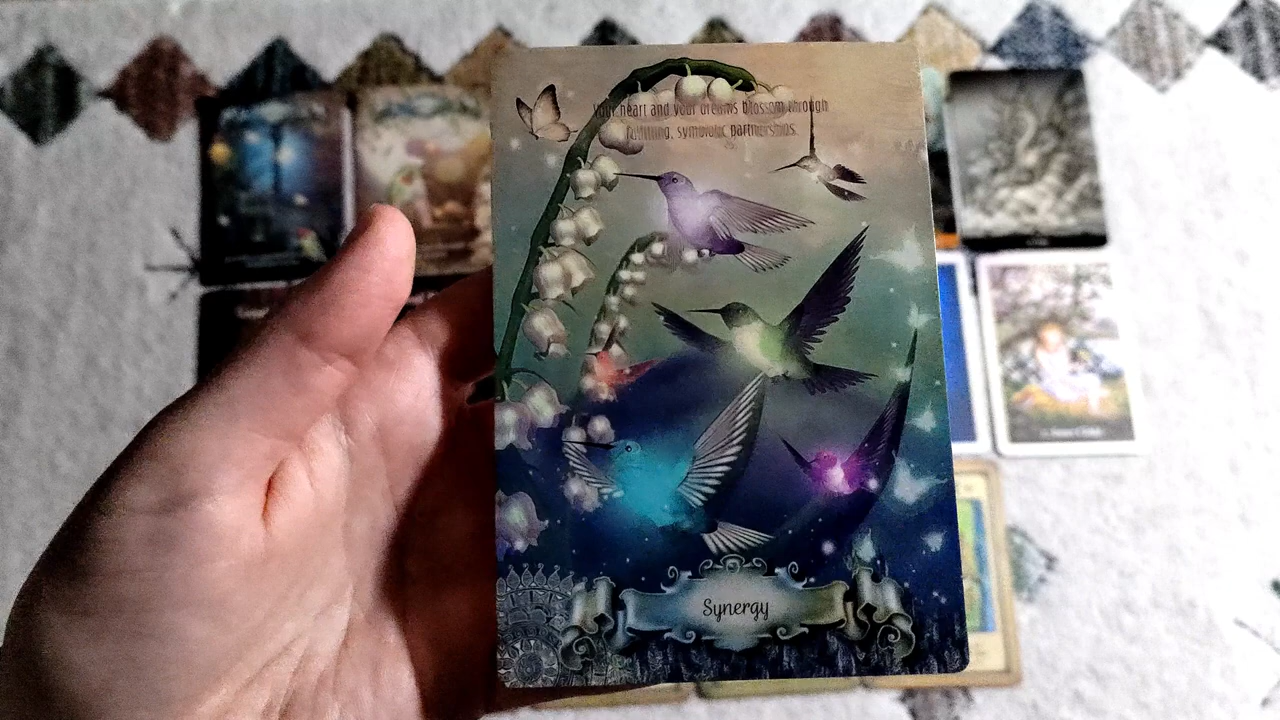 Your heart and your dreams blossom through
fulfilling, symbiotic partnerships.
Synergy